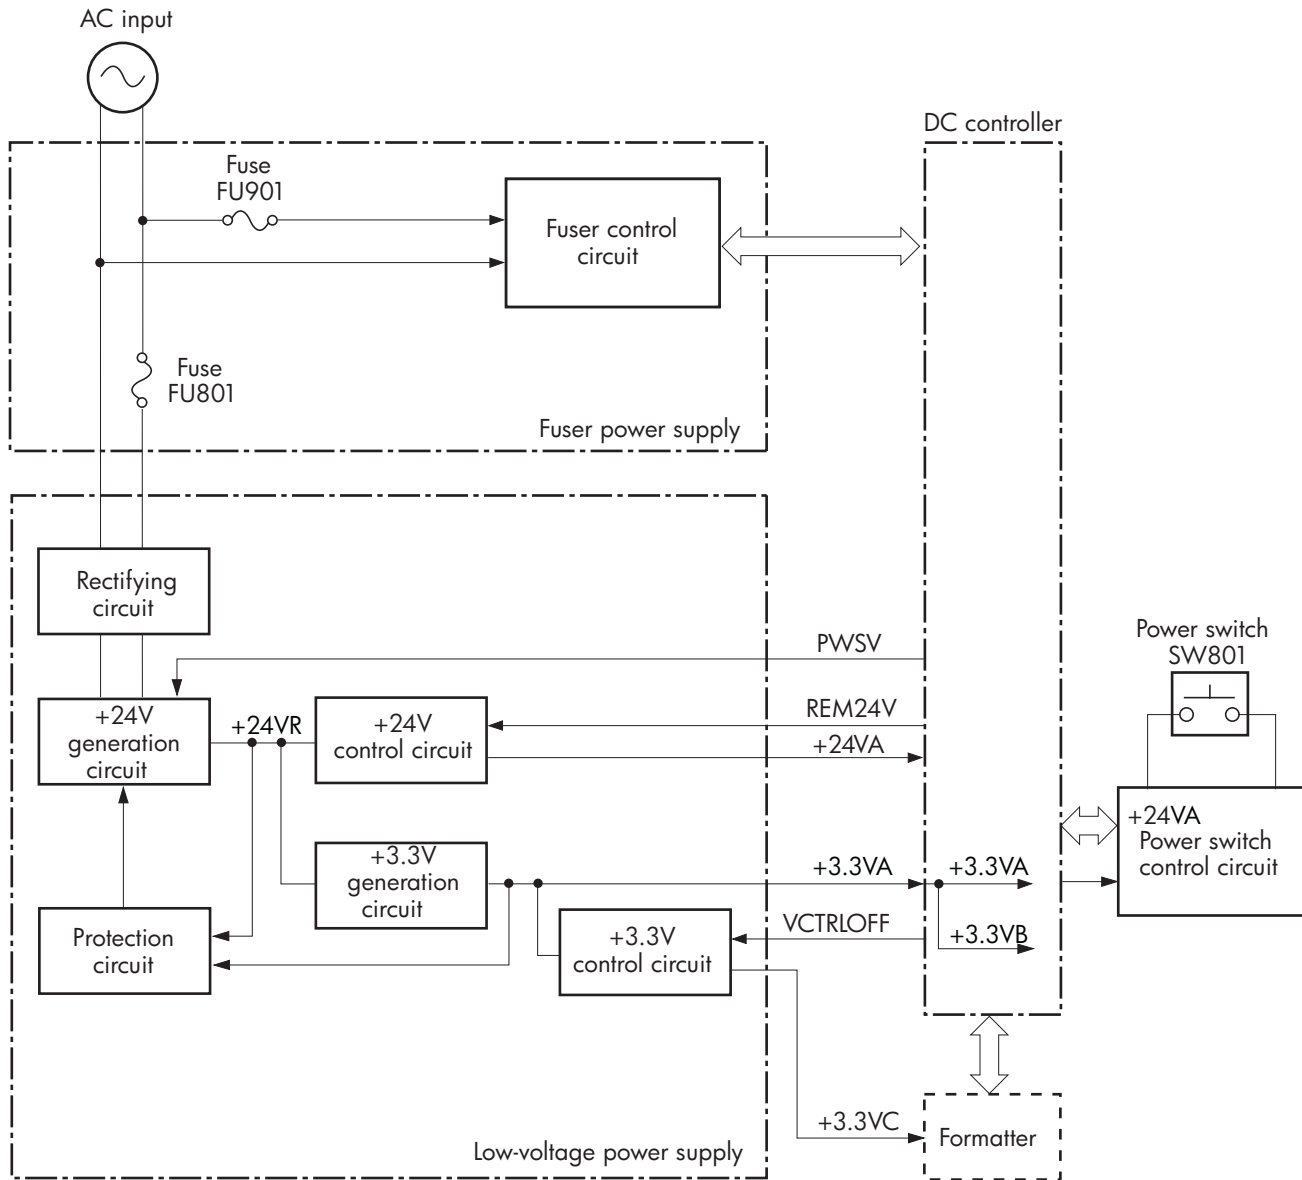 AC input
DC controller
Fuse
FU901
Fuser control
circuit
Fuse
FU801
Fuser power supply
Rectifying
circuit
PWSV
Power switch
SW801
+24V
generation
circuit
+24VR
+24V
control circuit
REM24V
+24VA
+24VA
Power switch
control circuit
+3.3V
generation
circuit
+3.3VA
+3.3VA
Protection
circuit
+3.3V
control circuit
VCTRLOFF
+3.3VB
+3.3VC
Formatter
Low-voltage power supply